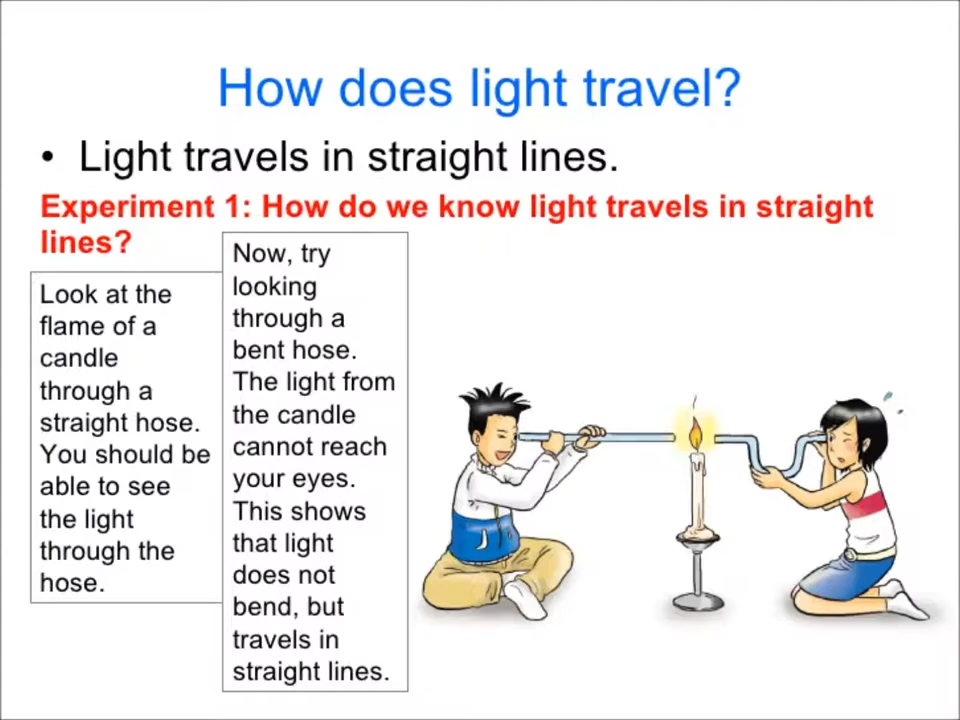 How does light travel?
• Light travels in straight lines.
Experiment 1: How do we know light travels in straight
lines?
Look at the
flame of a
candle
through a
straight hose.
You should be
able to see
the light
through the
hose.
Now, try
looking
through a
bent hose.
The light from
the candle
cannot reach
your eyes.
This shows
that light
does not
bend, but
travels in
straight lines.